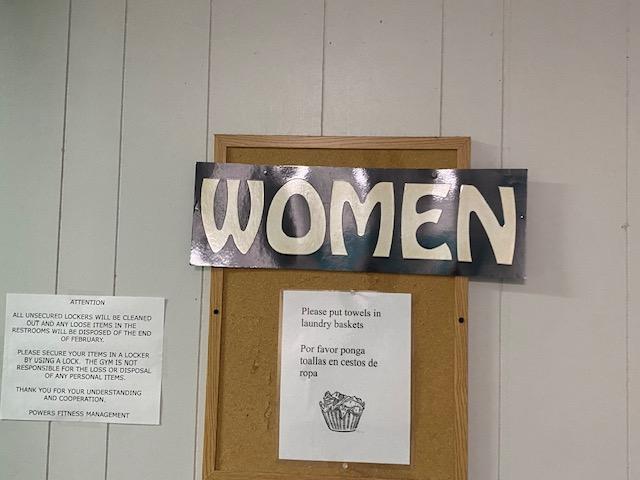 WOMEN
ATTENTION
ALL UNSECURED LOCKERS WILL BE CLEANED
OUT AND ANY LOOSE ITEMS IN THE
RESTROOMS WILL BE DISPOSED OF THE END
OF FEBRUARY.
PLEASE SECURE YOUR ITEMS IN A LOCKER
BY USING A LOCK. THE GYM IS NOT
RESPONSIBLE FOR THE LOSS OR DISPOSAL
OF ANY PERSONAL ITEMS.
THANK YOU FOR YOUR UNDERSTANDING
AND COOPERATION.
POWERS FITNESS MANAGEMENT
Please put towels in
laundry baskets
Por favor ponga
toallas en cestos de
ropa